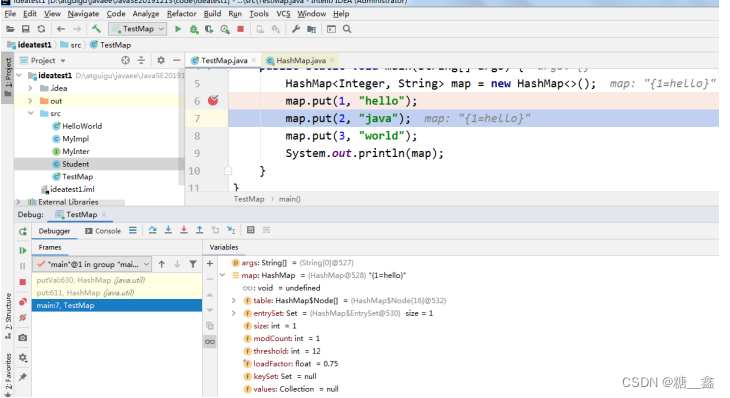 ideatest1 [D:\atguigu\javaee\JavaSE20191213\code\ideatest1] - ...\src\TestMap.java - IntelliJ IDEA (Administrator)
File Edit View Navigate Code Analyze Refactor Build Run Tools VCS Window Help
TestMap
ideatest1 src TestMap
1: Project
Project
TestMap.java HashMap.java
ideatest1 D:\atguigu\javaee\JavaSE20191
.idea
out
src
HelloWorld
MyImpl
MyInter
Student
TestMap
ideatest1.iml
External Libraries
public static void main(String[] args) { args: {}
5 HashMap<Integer, String> map = new HashMap<>(); map: "{1=hello}"
6 map.put(1, "hello");
7 map.put(2, "java"); map: "{1=hello}"
8 map.put(3, "world");
9 System.out.println(map);
10 }
11 }
TestMap main()
Debug: TestMap
Debugger Console
Frames
Variables
"main"@1 in group "mai...
putVal:630, HashMap (java.util)
put:611, HashMap (java.util)
main:7, TestMap
args: String[] = {String[0]@527}
map: HashMap = {HashMap@528} "{1=hello}"
void = undefined
table: HashMap$Node[] = {HashMap$Node[16]@532}
entrySet: Set = {HashMap$EntrySet@530} size = 1
size: int = 1
modCount: int = 1
threshold: int = 12
loadFactor: float = 0.75
keySet: Set = null
values: Collection = null
7: Structure
2: Favorites
CSDN @糖__鑫